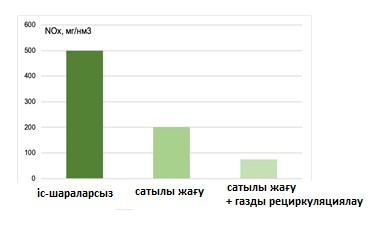 600
NOx, мг/нм3
500
400
300
200
100
0
іс-шараларсыз
сатылы жағу
сатылы жағу
+ газды рециркуляциялау